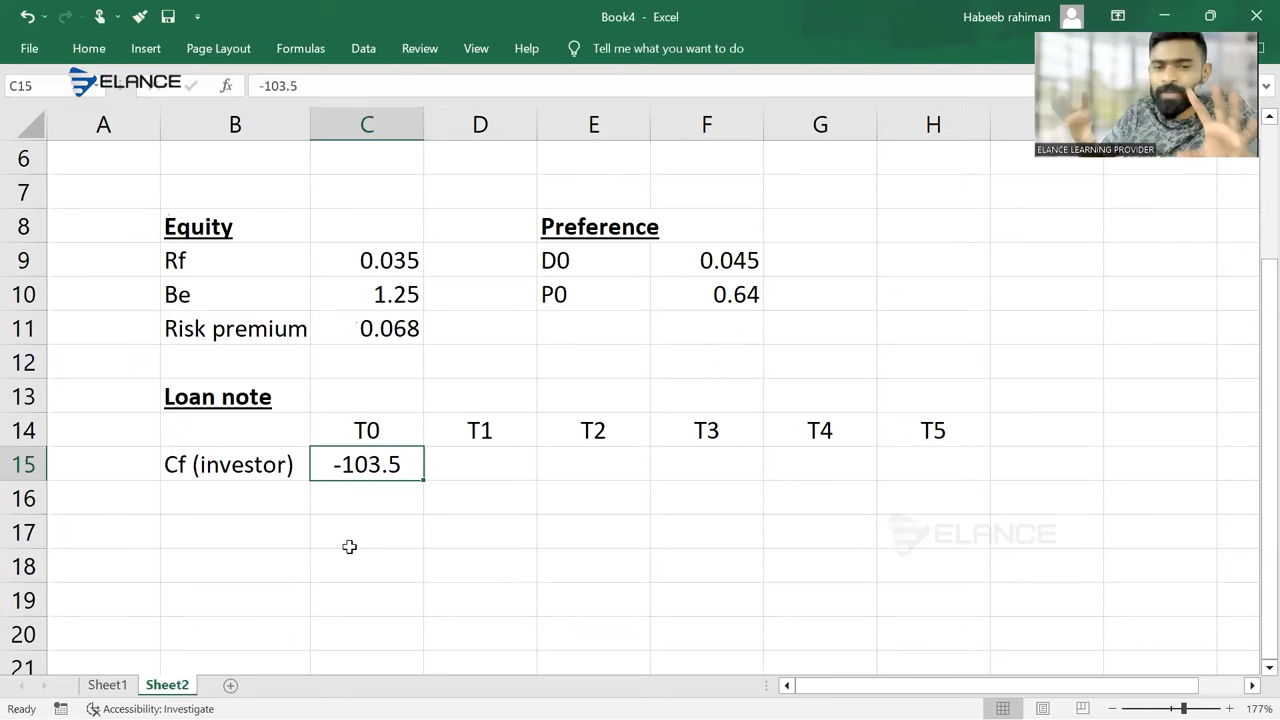 Book4 - Excel
Habeeb rahiman
File Home Insert Page Layout Formulas Data Review View Help Tell me what you want to do
C15 fx -103.5
ELANCE
ELANCE LEARNING PROVIDER
A B C D E F G H
6
7
8 Equity Preference
9 Rf 0.035 D0 0.045
10 Be 1.25 P0 0.64
11 Risk premium 0.068
12
13 Loan note
14 T0 T1 T2 T3 T4 T5
15 Cf (investor) -103.5
16
17
ELANCE
18
19
20
21
Sheet1 Sheet2
Ready Accessibility: Investigate 177%